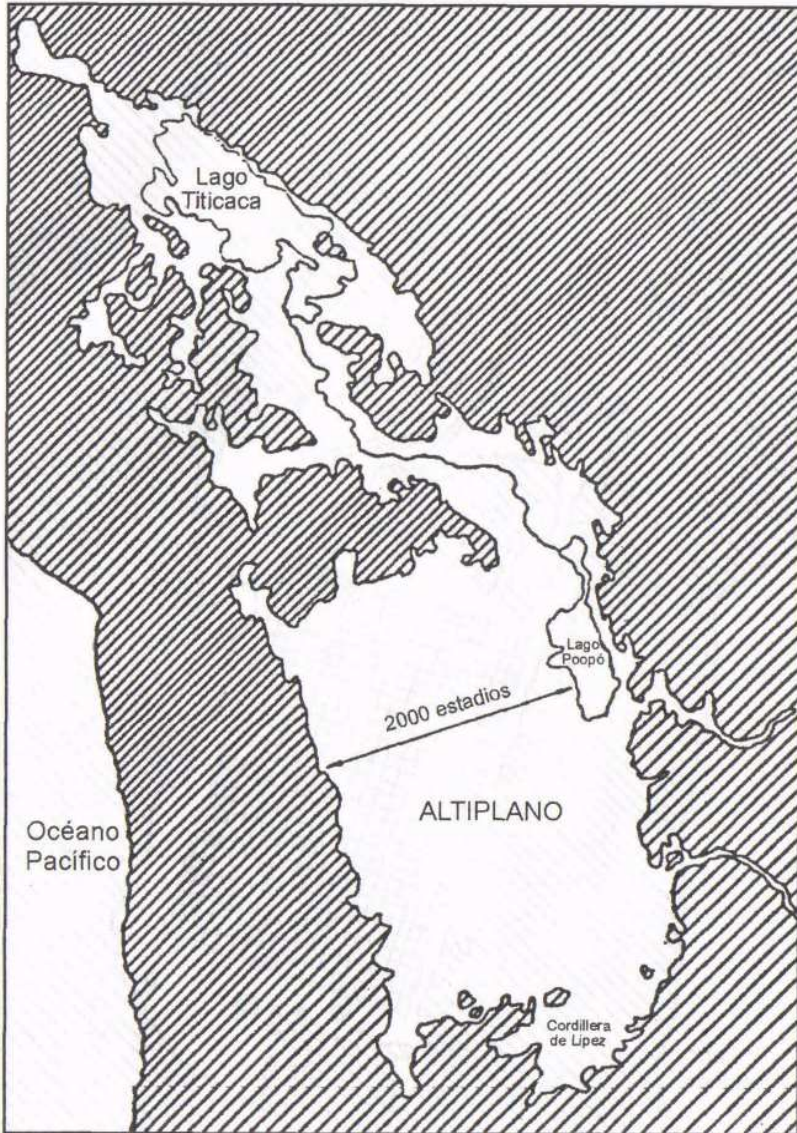 Lago
Titicaca
Lago
Poopó
2000 estadios
ALTIPLANO
Océano
Pacífico
Cordillera
de Lípez